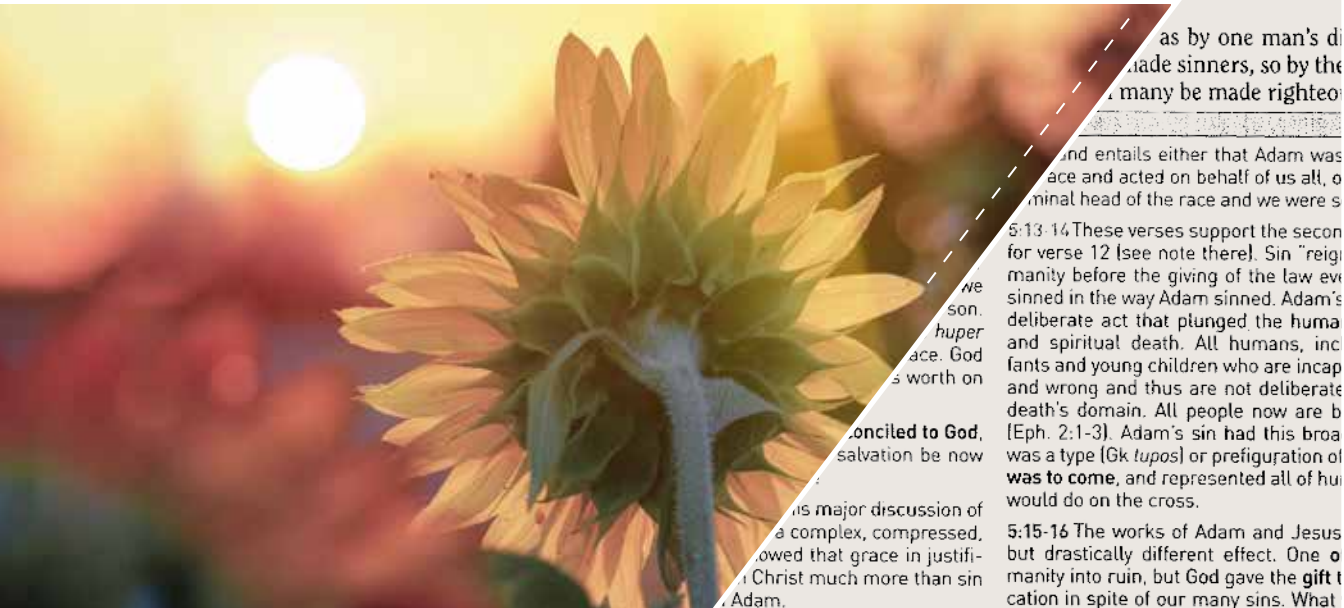 we
son.
huper
ace. God
s worth on
onciled to God,
salvation be now
is major discussion of
a complex, compressed,
owed that grace in justifi-
Christ much more than sin
Adam.
as by one man's di
ade sinners, so by the
many be made righteo
and entails either that Adam was
ace and acted on behalf of us all, o
minal head of the race and we were s
5:13-14 These verses support the secon
for verse 12 (see note there). Sin "reig
manity before the giving of the law eve
sinned in the way Adam sinned. Adam's
deliberate act that plunged the huma
and spiritual death. All humans, incl
fants and young children who are incap
and wrong and thus are not deliberate
death's domain. All people now are b
(Eph. 2:1-3). Adam's sin had this broa
was a type (Gk tupos) or prefiguration of
was to come, and represented all of hu
would do on the cross.
5:15-16 The works of Adam and Jesus
but drastically different effect. One o
manity into ruin, but God gave the gift t
cation in spite of our many sins. What